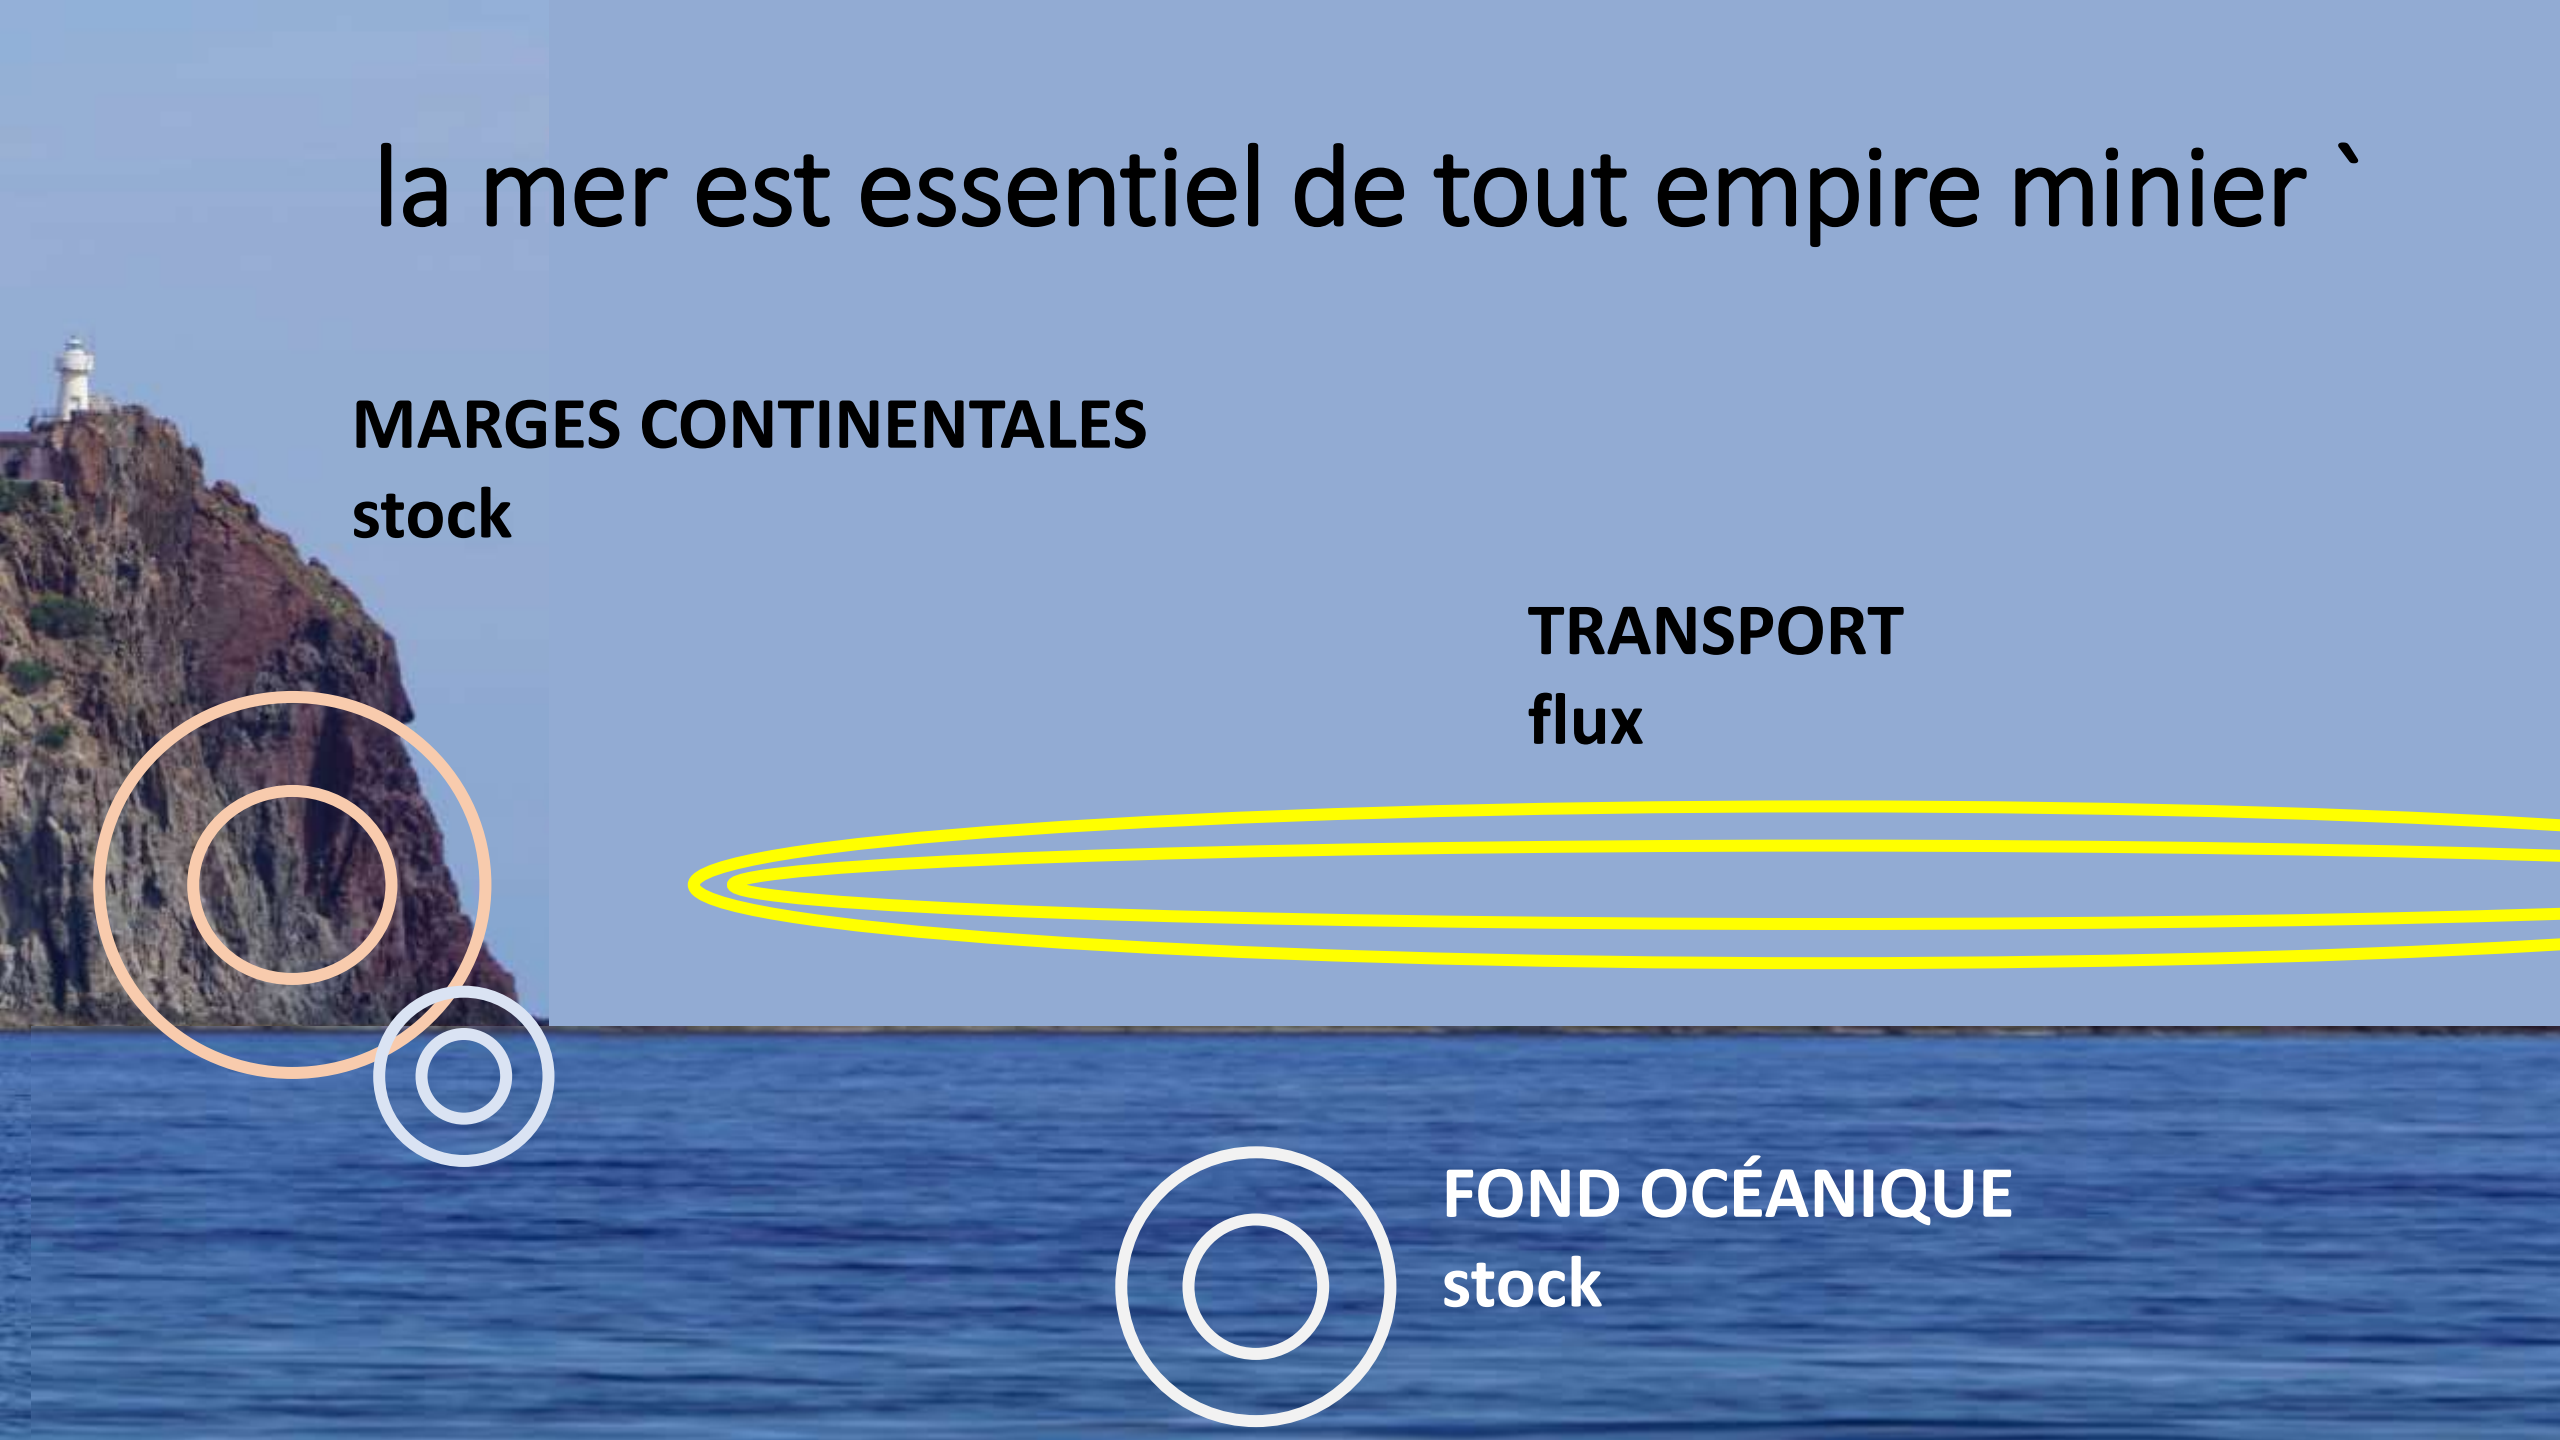 la mer est essentiel de tout empire minier `
MARGES CONTINENTALES
stock
TRANSPORT
flux
FOND OCÉANIQUE
stock